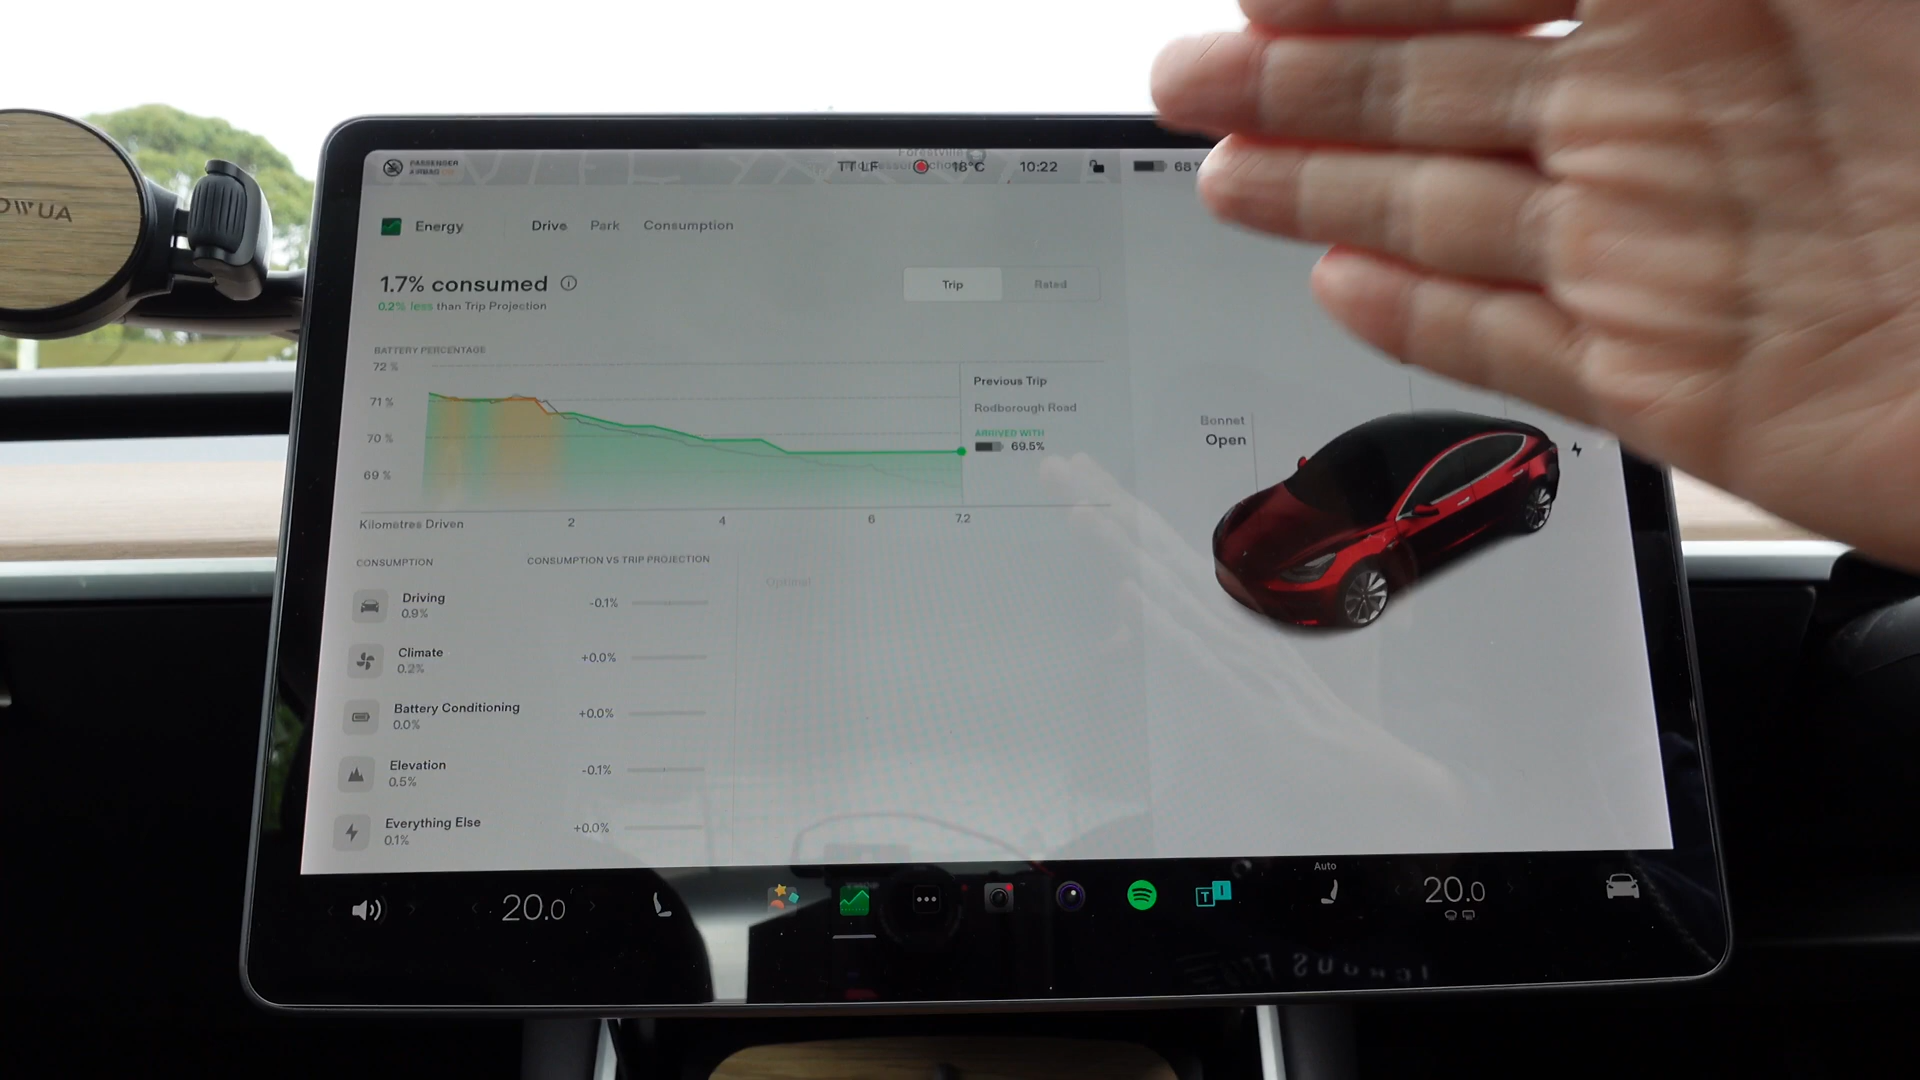 OWUA
PASSENGER
AIRBAG
TT LF
18°C
10:22
68%
Forestville
Energy
Drive
Park
Consumption
1.7% consumed
0.2% less than Trip Projection
Trip
Rated
BATTERY PERCENTAGE
72 %
71 %
70 %
69 %
Previous Trip
Rodborough Road
ARRIVED WITH
69.5%
Kilometres Driven
2
4
6
7.2
Bonnet
Open
CONSUMPTION
CONSUMPTION VS TRIP PROJECTION
Optimal
Driving
0.9%
-0.1%
Climate
0.2%
+0.0%
Battery Conditioning
0.0%
+0.0%
Elevation
0.5%
-0.1%
Everything Else
0.1%
+0.0%
20.0
T
I
Auto
20.0